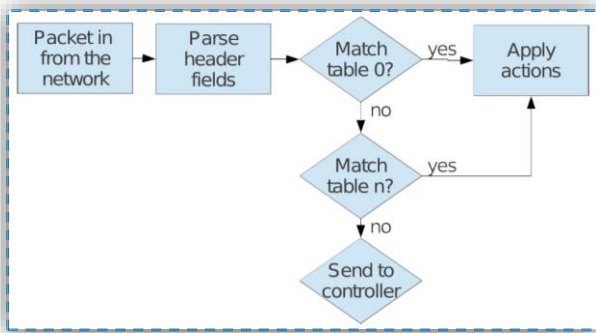 Packet in
from the
network
Parse
header
fields
Match
table 0?
yes
Apply
actions
no
Match
table n?
yes
no
Send to
controller